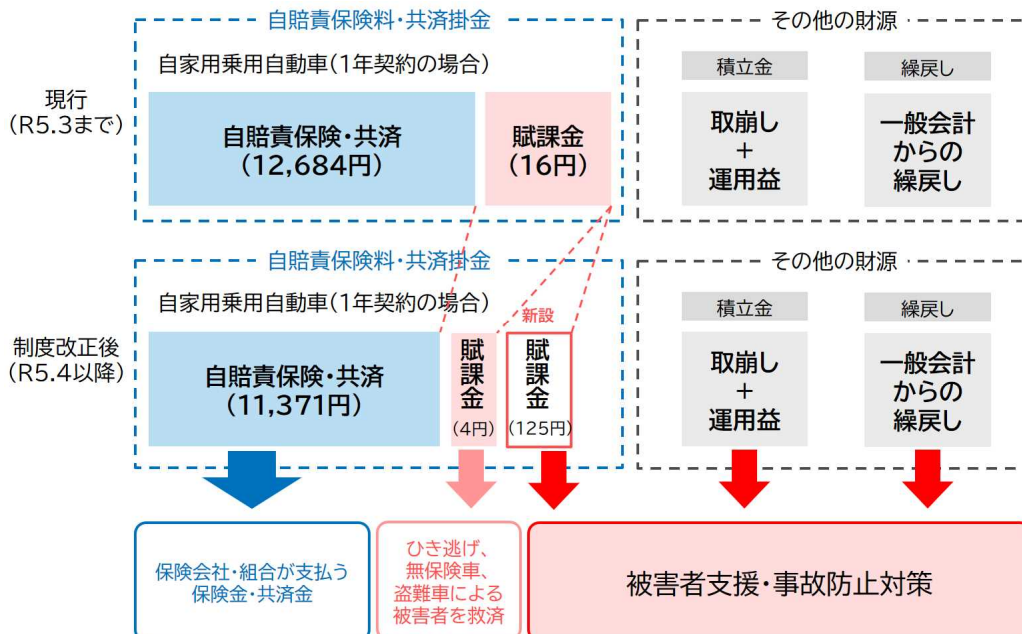 自賠責保険料・共済掛金
その他の財源
自家用乗用自動車(1年契約の場合)
積立金
繰戻し
現行
(R5.3まで)
自賠責保険・共済
(12,684円)
賦課金
(16円)
取崩し
+
運用益
一般会計
からの
繰戻し
自賠責保険料・共済掛金
その他の財源
自家用乗用自動車(1年契約の場合)
新設
積立金
繰戻し
制度改正後
(R5.4以降)
自賠責保険・共済
(11,371円)
賦課金
(4円)
賦課金
(125円)
取崩し
+
運用益
一般会計
からの
繰戻し
保険会社・組合が支払う
保険金・共済金
ひき逃げ、
無保険車、
盗難車による
被害者を救済
被害者支援・事故防止対策